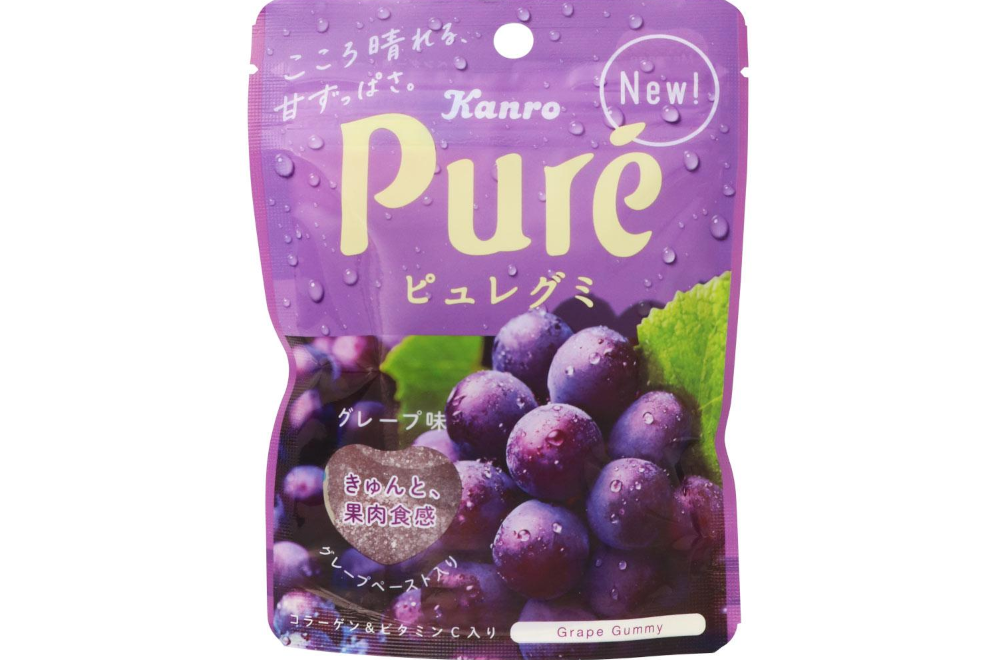 こころ晴れる、
甘ずっぱさ。
New!
Kanro
Puré
ピュレグミ
グレープ味
きゅんと、
果肉食感
グレープペースト入り
コラーゲン&ビタミンC入り
Grape Gummy